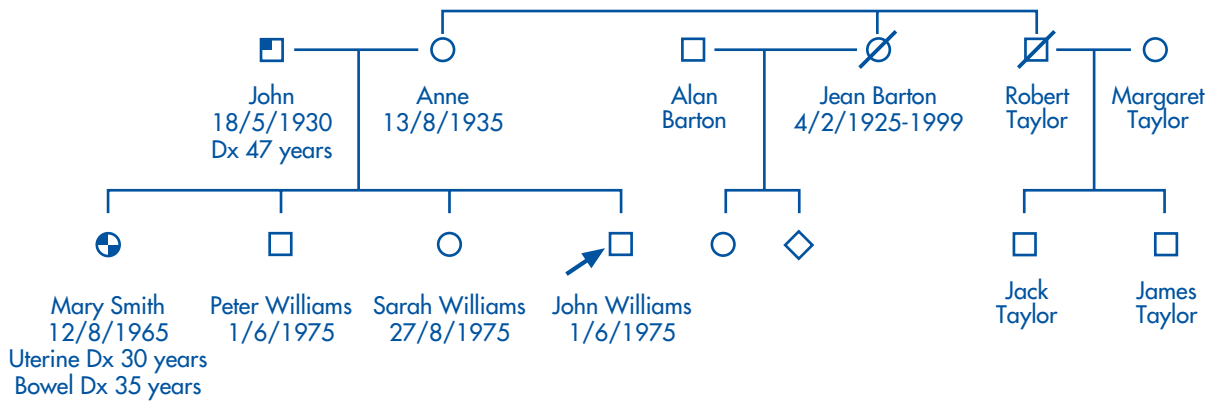 John
18/5/1930
Dx 47 years
Anne
13/8/1935
Alan
Barton
Jean Barton
4/2/1925-1999
Robert
Taylor
Margaret
Taylor
Mary Smith
12/8/1965
Uterine Dx 30 years
Bowel Dx 35 years
Peter Williams
1/6/1975
Sarah Williams
27/8/1975
John Williams
1/6/1975
Jack
Taylor
James
Taylor